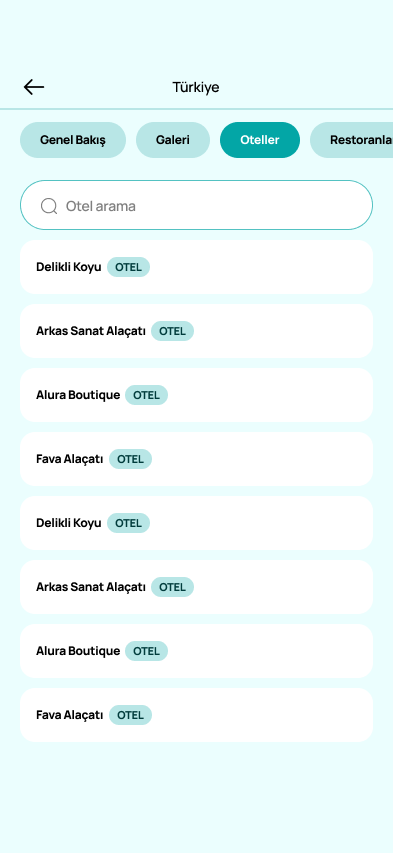 Türkiye
Genel Bakış Galeri Oteller
Otel arama
Delikli Koyu OTEL
Arkas Sanat Alaçatı OTEL
Alura Boutique OTEL
Fava Alaçatı OTEL
Delikli Koyu OTEL
Arkas Sanat Alaçatı OTEL
Alura Boutique OTEL
Fava Alaçatı OTEL